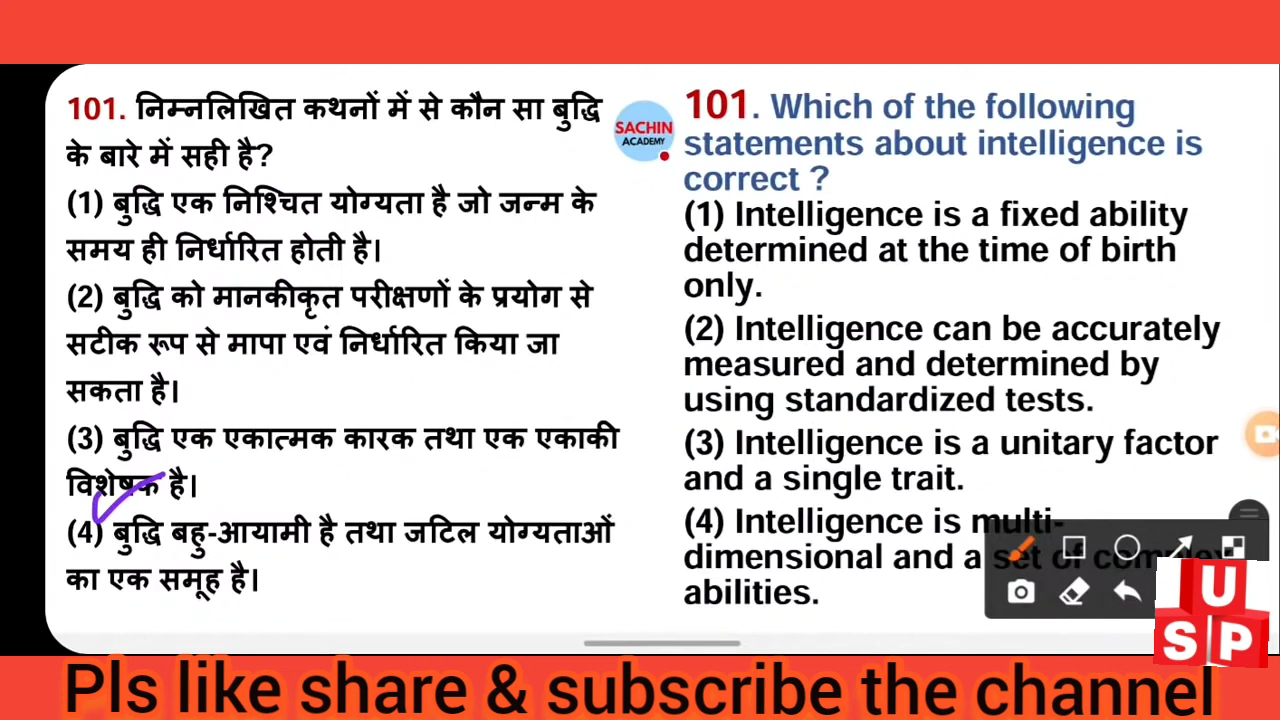 101. निम्नलिखित कथनों में से कौन सा बुद्धि
के बारे में सही है?
(1) बुद्धि एक निश्चित योग्यता है जो जन्म के
समय ही निर्धारित होती है।
(2) बुद्धि को मानकीकृत परीक्षणों के प्रयोग से
सटीक रूप से मापा एवं निर्धारित किया जा
सकता है।
(3) बुद्धि एक एकात्मक कारक तथा एक एकाकी
विशेषक है।
(4) बुद्धि बहु-आयामी है तथा जटिल योग्यताओं
का एक समूह है।
SACHIN
ACADEMY
101. Which of the following
statements about intelligence is
correct ?
(1) Intelligence is a fixed ability
determined at the time of birth
only.
(2) Intelligence can be accurately
measured and determined by
using standardized tests.
(3) Intelligence is a unitary factor
and a single trait.
(4) Intelligence is multi-
dimensional and a set of complex
abilities.
U
S P
Pls like share & subscribe the channel